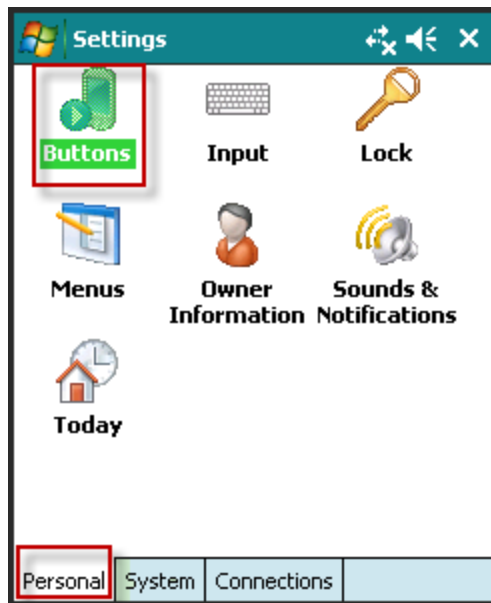 Settings
Buttons
Input
Lock
Menus
Owner Information
Sounds & Notifications
Today
Personal
System
Connections